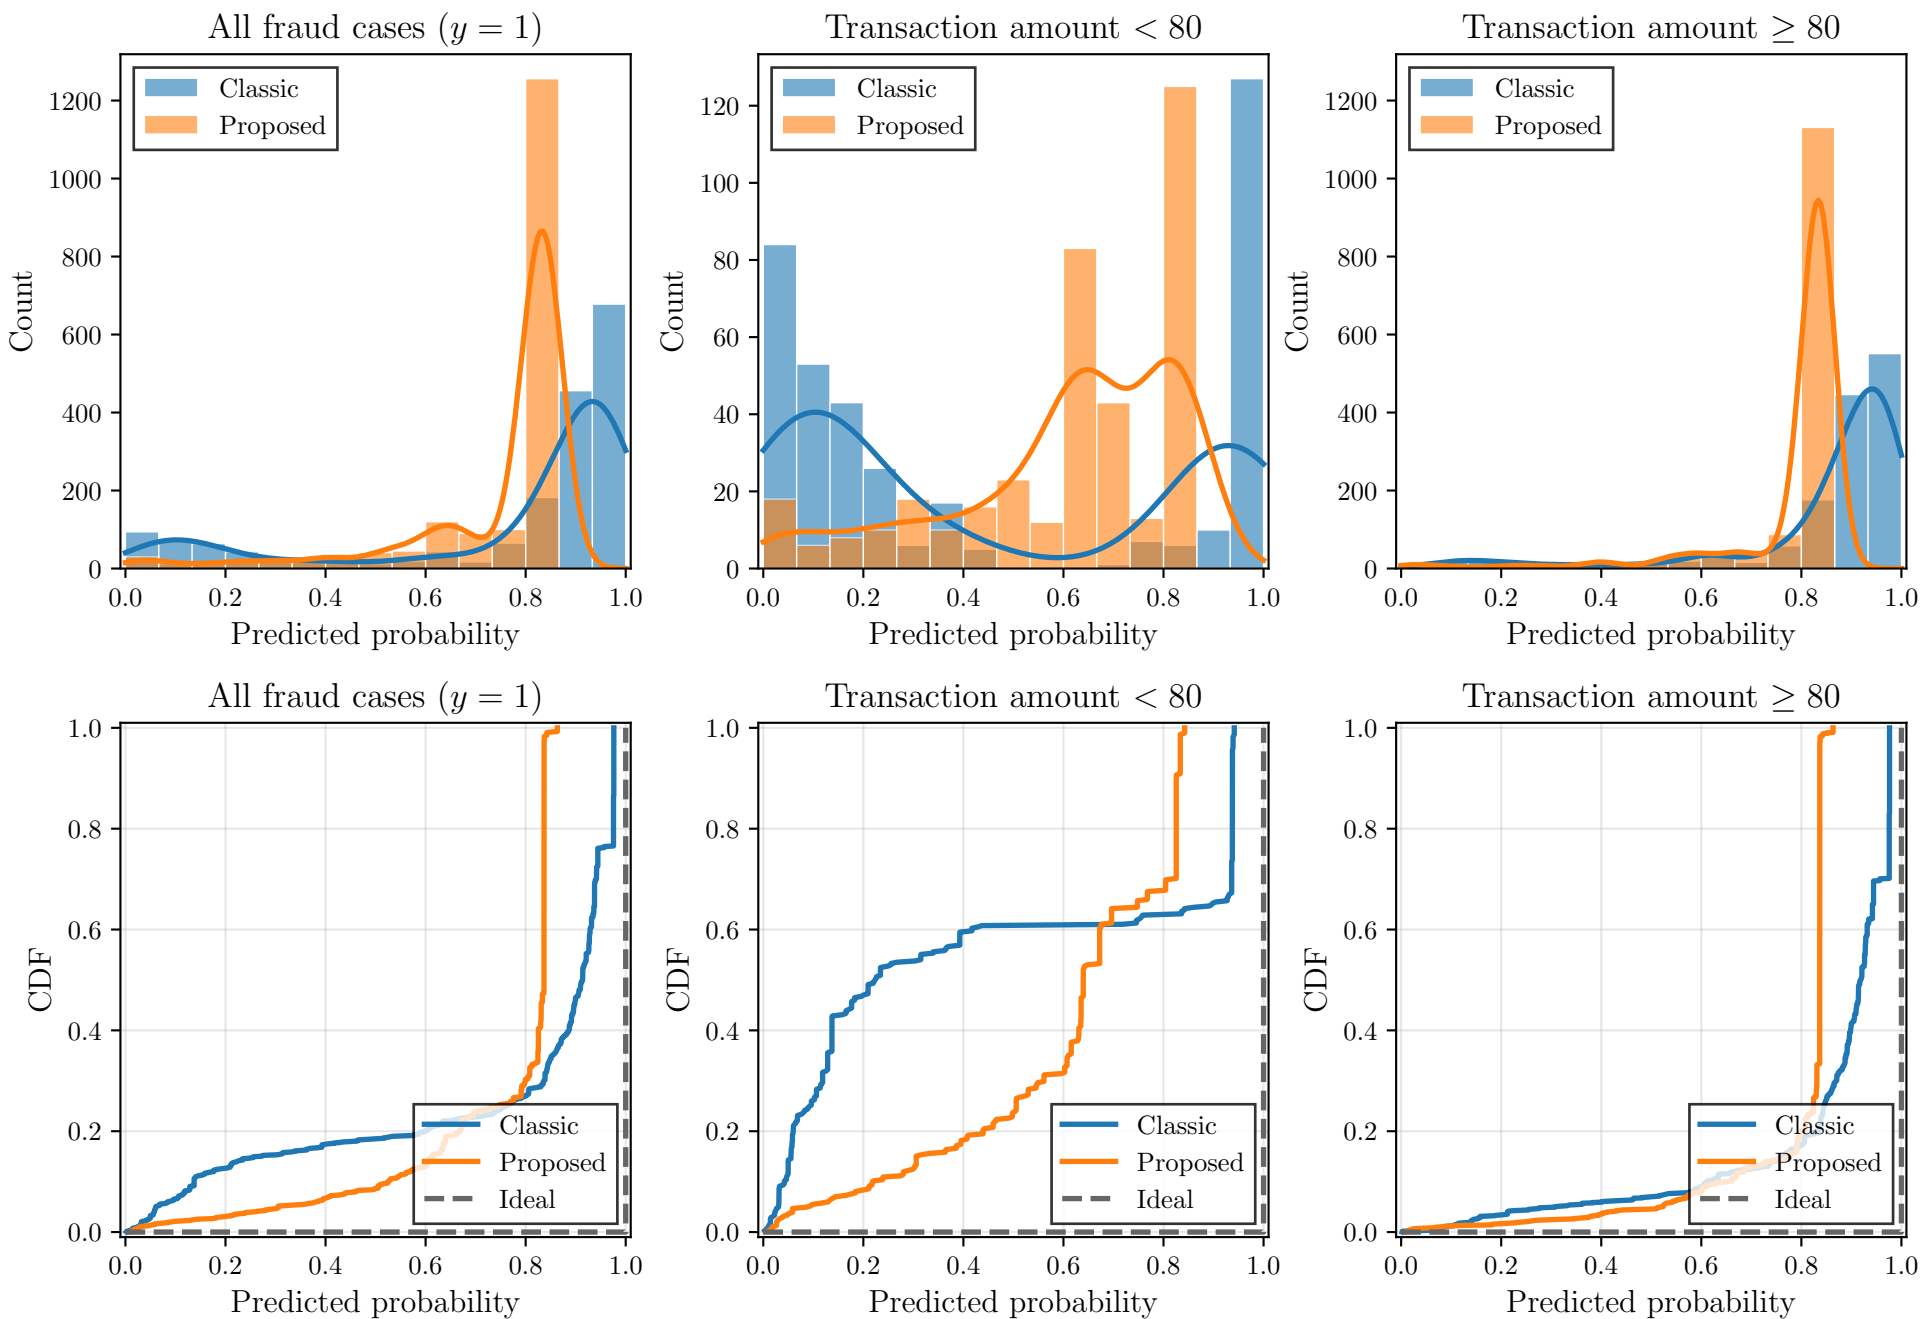 All fraud cases (y = 1)
Classic
Proposed
1200
1000
800
600
400
200
0
Count
0.0 0.2 0.4 0.6 0.8 1.0
Predicted probability
Transaction amount < 80
Classic
Proposed
120
100
80
60
40
20
0
Count
0.0 0.2 0.4 0.6 0.8 1.0
Predicted probability
Transaction amount ≥ 80
Classic
Proposed
1200
1000
800
600
400
200
0
Count
0.0 0.2 0.4 0.6 0.8 1.0
Predicted probability
All fraud cases (y = 1)
1.0
0.8
0.6
0.4
0.2
0.0
CDF
Classic
Proposed
Ideal
0.0 0.2 0.4 0.6 0.8 1.0
Predicted probability
Transaction amount < 80
1.0
0.8
0.6
0.4
0.2
0.0
CDF
Classic
Proposed
Ideal
0.0 0.2 0.4 0.6 0.8 1.0
Predicted probability
Transaction amount ≥ 80
1.0
0.8
0.6
0.4
0.2
0.0
CDF
Classic
Proposed
Ideal
0.0 0.2 0.4 0.6 0.8 1.0
Predicted probability